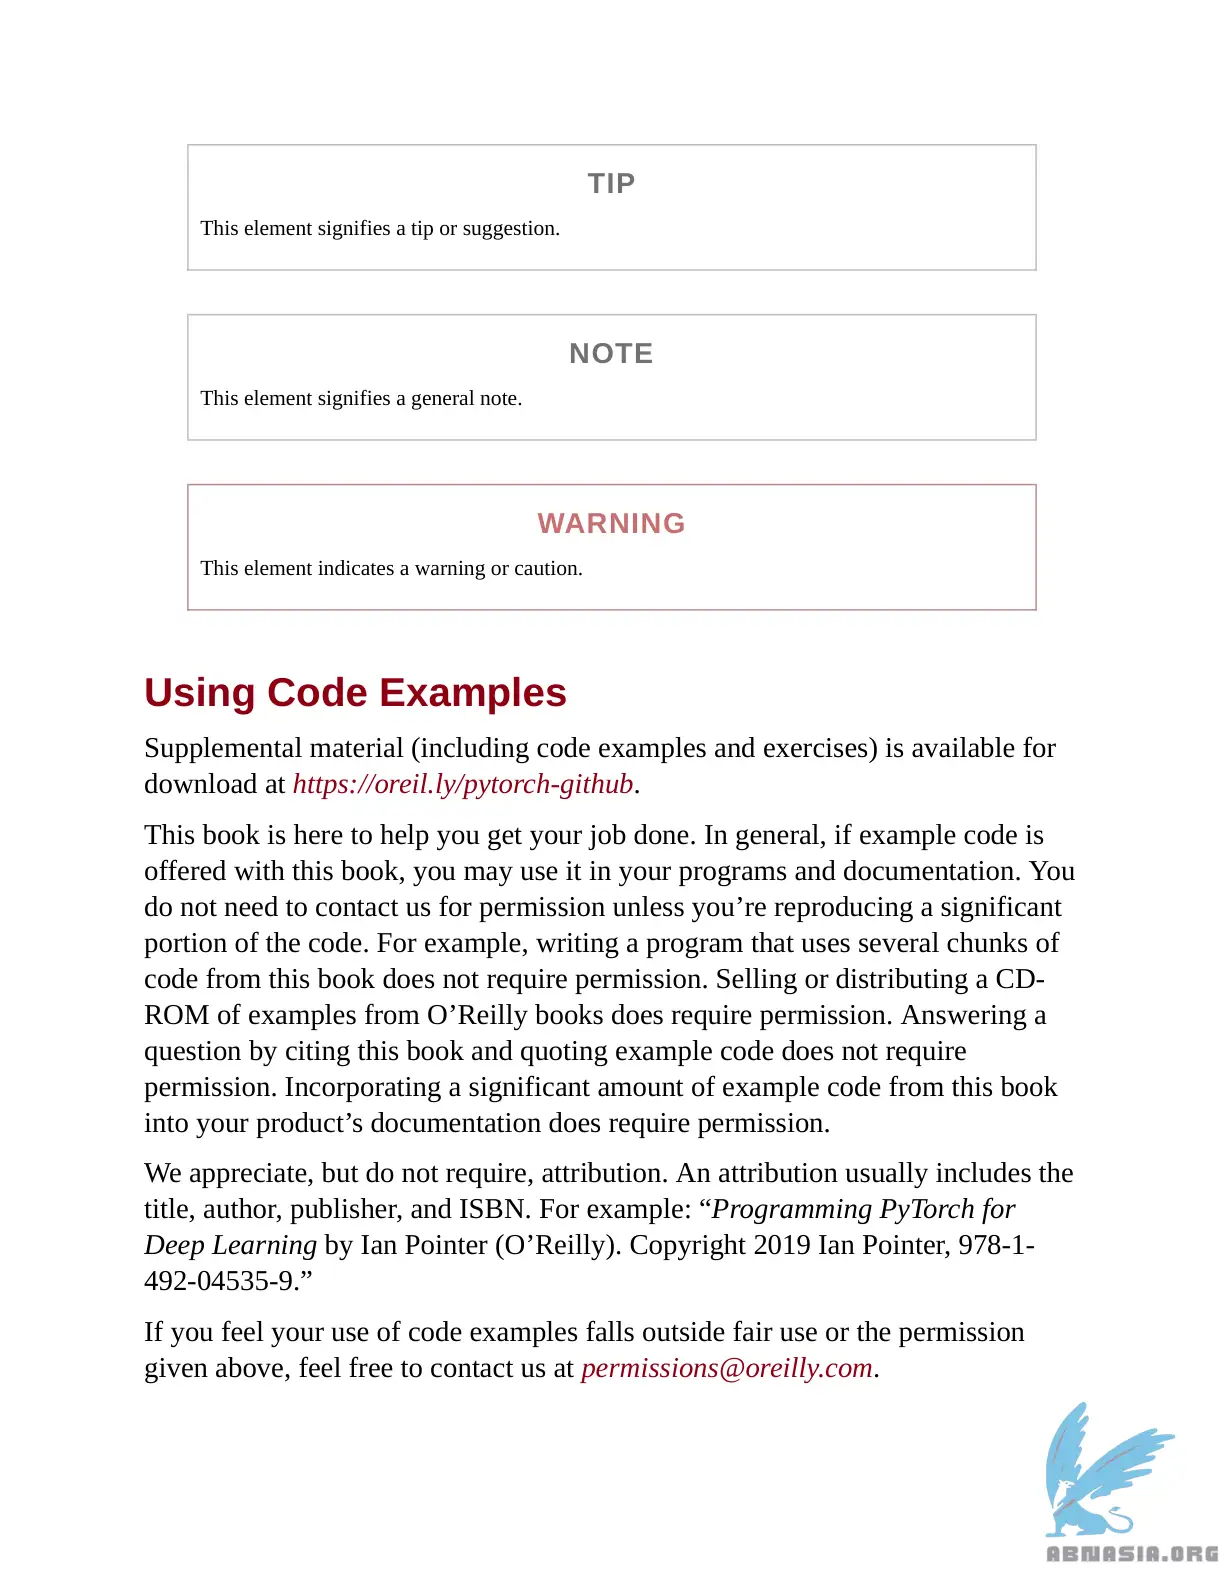 TIP
This element signifies a tip or suggestion.
NOTE
This element signifies a general note.
WARNING
This element indicates a warning or caution.
Using Code Examples
Supplemental material (including code examples and exercises) is available for
download at https://oreil.ly/pytorch-github.
This book is here to help you get your job done. In general, if example code is
offered with this book, you may use it in your programs and documentation. You
do not need to contact us for permission unless you’re reproducing a significant
portion of the code. For example, writing a program that uses several chunks of
code from this book does not require permission. Selling or distributing a CD-
ROM of examples from O’Reilly books does require permission. Answering a
question by citing this book and quoting example code does not require
permission. Incorporating a significant amount of example code from this book
into your product’s documentation does require permission.
We appreciate, but do not require, attribution. An attribution usually includes the
title, author, publisher, and ISBN. For example: “Programming PyTorch for
Deep Learning by Ian Pointer (O’Reilly). Copyright 2019 Ian Pointer, 978-1-
492-04535-9.”
If you feel your use of code examples falls outside fair use or the permission
given above, feel free to contact us at permissions@oreilly.com.
ABNASIA.ORG